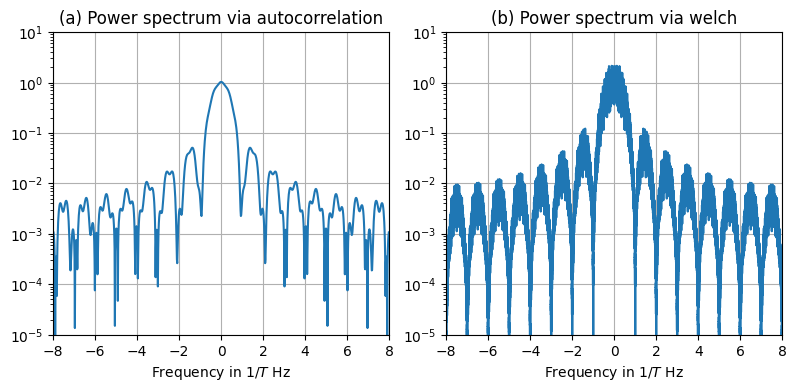 (a) Power spectrum via autocorrelation
10^1
10^0
10^-1
10^-2
10^-3
10^-4
10^-5
−8 −6 −4 −2 0 2 4 6 8
Frequency in 1/T Hz
(b) Power spectrum via welch
10^1
10^0
10^-1
10^-2
10^-3
10^-4
10^-5
−8 −6 −4 −2 0 2 4 6 8
Frequency in 1/T Hz